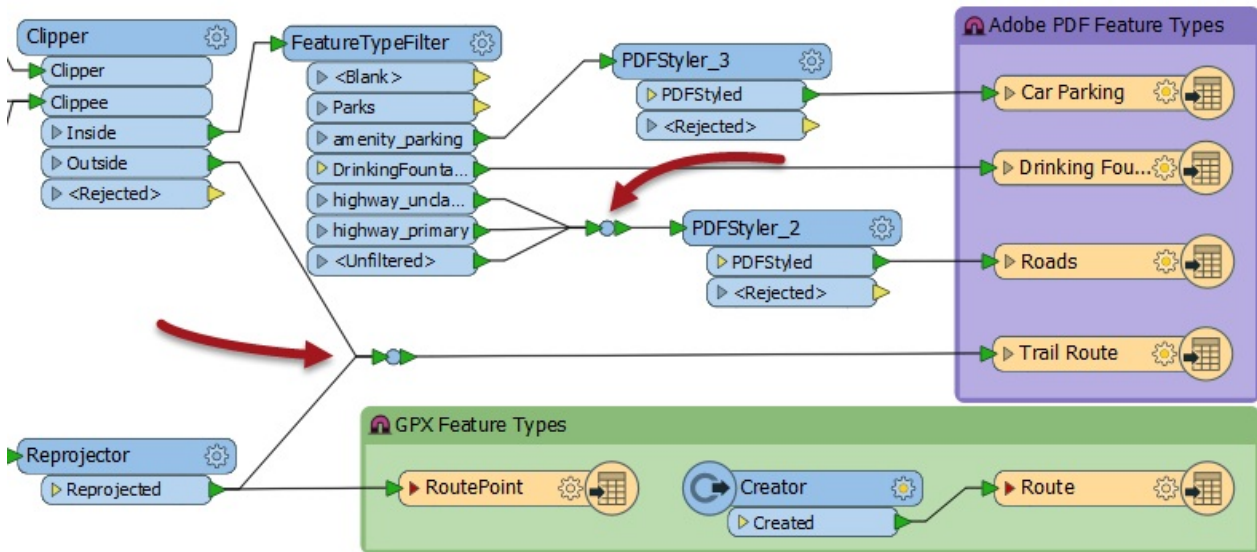 Clipper
Clipper
Clippee
Inside
Outside
<Rejected>
FeatureTypeFilter
<Blank>
Parks
amenity_parking
DrinkingFounta...
highway_uncla...
highway_primary
<Unfiltered>
PDFStyler_3
PDFStyled
<Rejected>
PDFStyler_2
PDFStyled
<Rejected>
Adobe PDF Feature Types
Car Parking
Drinking Fou...
Roads
Trail Route
Reprojector
Reprojected
GPX Feature Types
RoutePoint
Creator
Created
Route